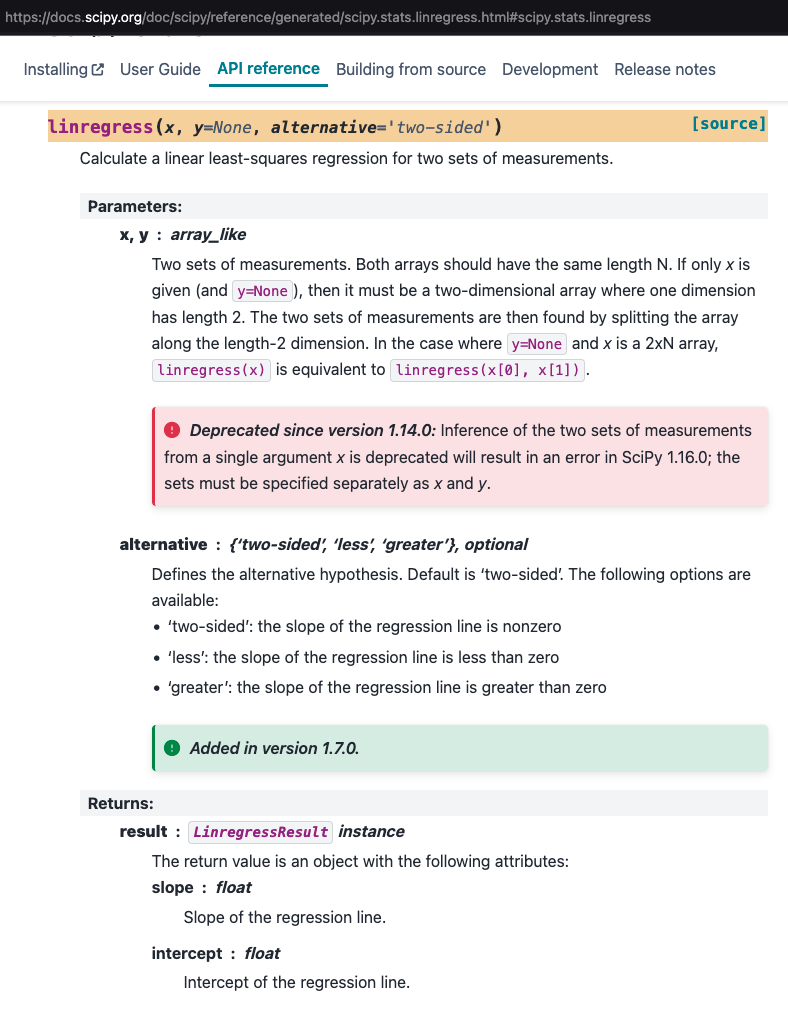 https://docs.scipy.org/doc/scipy/reference/generated/scipy.stats.linregress.html#scipy.stats.linregress
Installing User Guide API reference Building from source Development Release notes
linregress(x, y=None, alternative='two-sided') [source]
Calculate a linear least-squares regression for two sets of measurements.
Parameters:
x, y : array_like
Two sets of measurements. Both arrays should have the same length N. If only x is
given (and y=None), then it must be a two-dimensional array where one dimension
has length 2. The two sets of measurements are then found by splitting the array
along the length-2 dimension. In the case where y=None and x is a 2xN array,
linregress(x) is equivalent to linregress(x[0], x[1]).
Deprecated since version 1.14.0: Inference of the two sets of measurements
from a single argument x is deprecated will result in an error in SciPy 1.16.0; the
sets must be specified separately as x and y.
alternative : {‘two-sided’, ‘less’, ‘greater’}, optional
Defines the alternative hypothesis. Default is ‘two-sided’. The following options are
available:
• ‘two-sided’: the slope of the regression line is nonzero
• ‘less’: the slope of the regression line is less than zero
• ‘greater’: the slope of the regression line is greater than zero
Added in version 1.7.0.
Returns:
result : LinregressResult instance
The return value is an object with the following attributes:
slope : float
Slope of the regression line.
intercept : float
Intercept of the regression line.